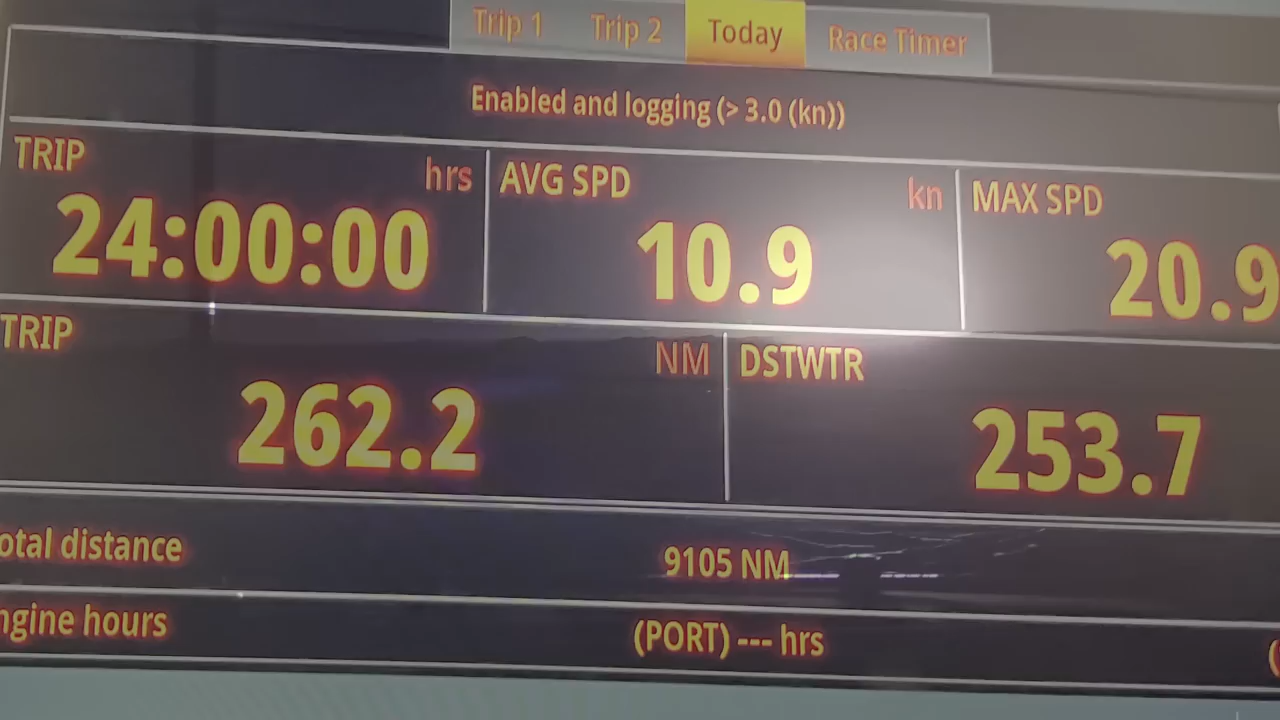 Trip 1 Trip 2 Today Race Timer
Enabled and logging (> 3.0 (kn))
TRIP hrs AVG SPD kn MAX SPD
24:00:00 10.9 20.9
TRIP NM DSTWTR
262.2 253.7
otal distance 9105 NM
ngine hours (PORT) --- hrs (